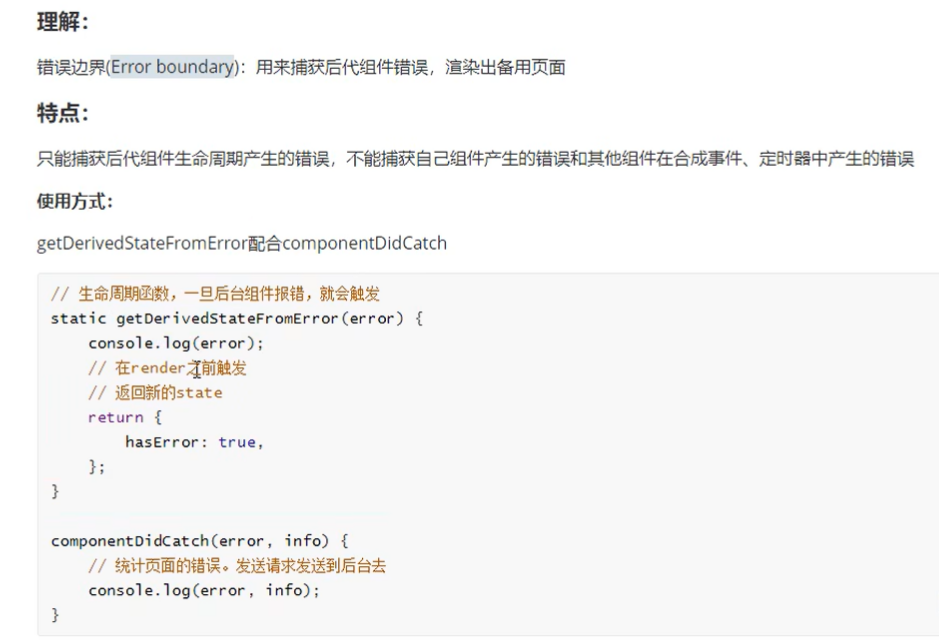 理解：
错误边界(Error boundary)：用来捕获后代组件错误，渲染出备用页面
特点：
只能捕获后代组件生命周期产生的错误，不能捕获自己组件产生的错误和其他组件在合成事件、定时器中产生的错误
使用方式：
getDerivedStateFromError配合componentDidCatch
// 生命周期函数，一旦后台组件报错，就会触发
static getDerivedStateFromError(error) {
    console.log(error);
    // 在render之前触发
    // 返回新的state
    return {
        hasError: true,
    };
}
componentDidCatch(error, info) {
    // 统计页面的错误。发送请求发送到后台去
    console.log(error, info);
}